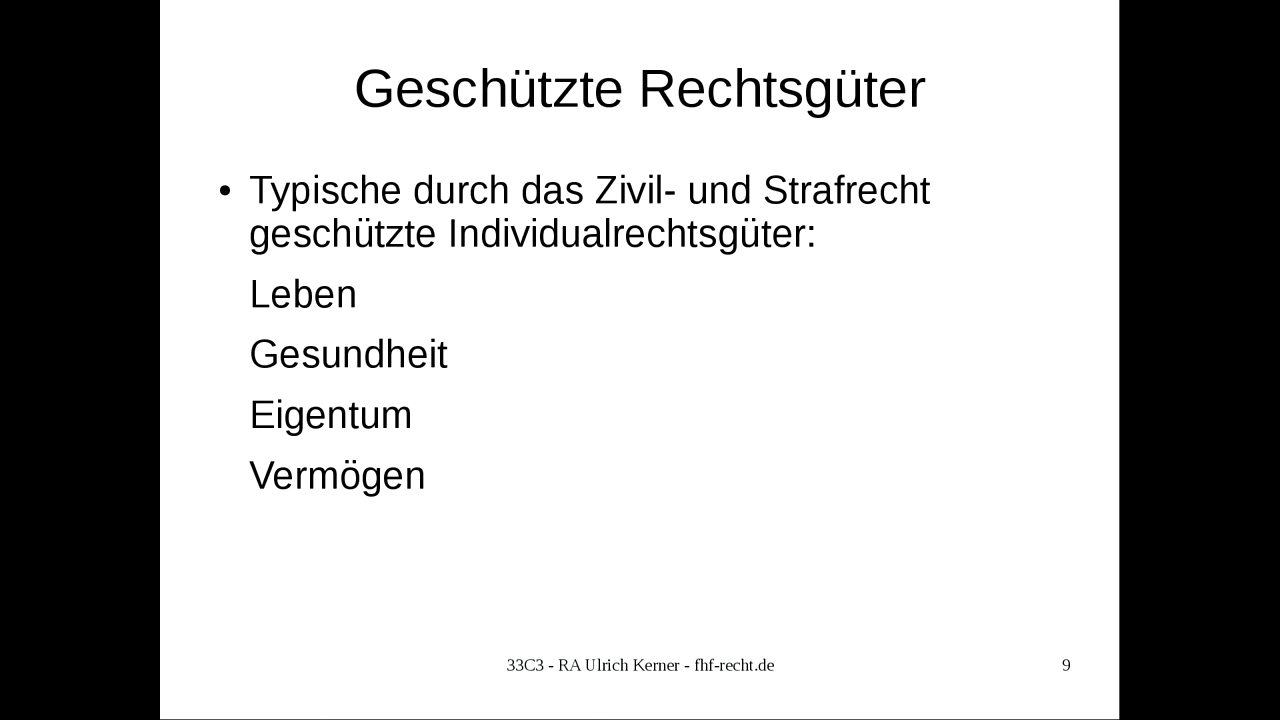 Geschützte Rechtsgüter
• Typische durch das Zivil- und Strafrecht
geschützte Individualrechtsgüter:
Leben
Gesundheit
Eigentum
Vermögen
33C3 - RA Ulrich Kerner - fhf-recht.de
9